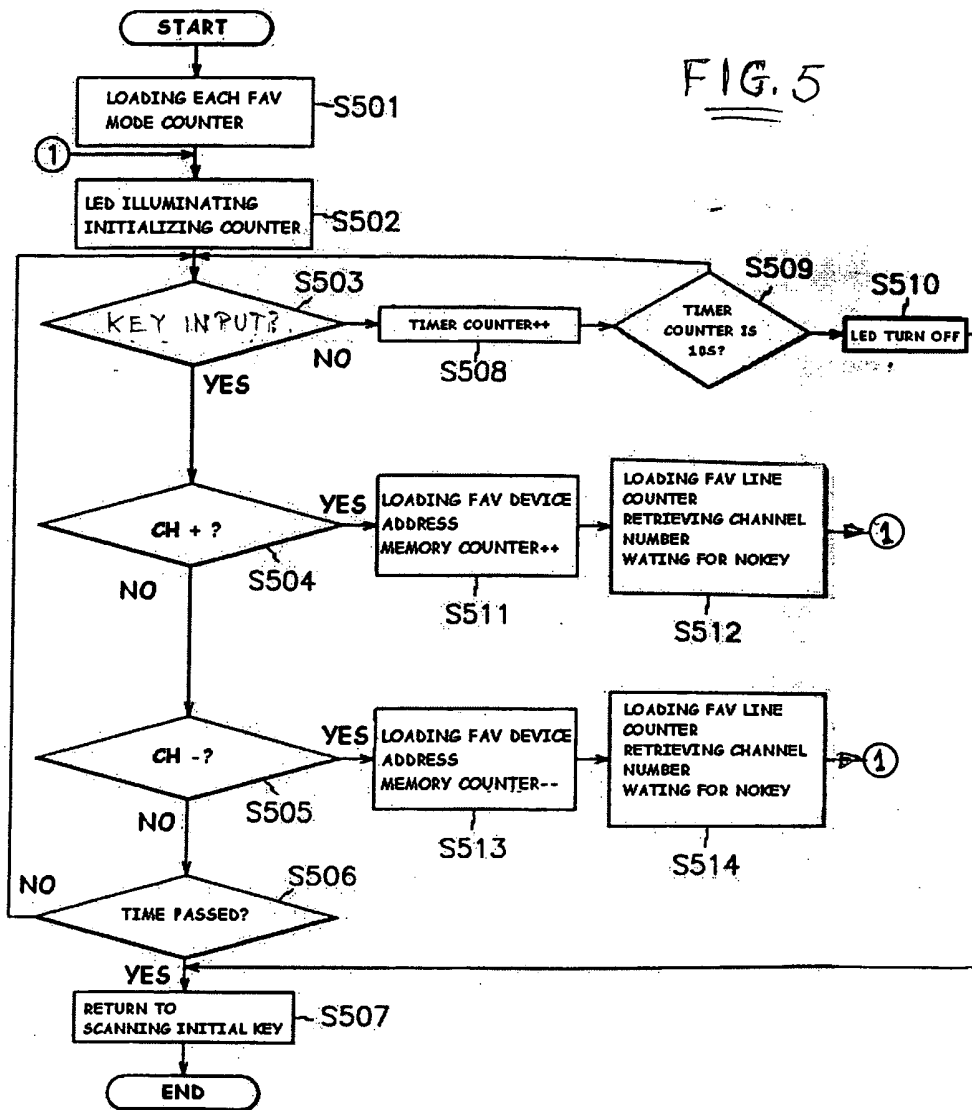 START
FIG. 5
LOADING EACH FAV
MODE COUNTER
S501
1
LED ILLUMINATING
INITIALIZING COUNTER
S502
S503
KEY INPUT?
NO
YES
TIMER COUNTER++
S508
S509
TIMER
COUNTER IS
10S?
S510
LED TURN OFF
CH + ?
YES
S504
NO
LOADING FAV DEVICE
ADDRESS
MEMORY COUNTER++
S511
LOADING FAV LINE
COUNTER
RETRIEVING CHANNEL
NUMBER
WATING FOR NOKEY
S512
1
CH -?
YES
S505
NO
LOADING FAV DEVICE
ADDRESS
MEMORY COUNTER--
S513
LOADING FAV LINE
COUNTER
RETRIEVING CHANNEL
NUMBER
WATING FOR NOKEY
S514
1
NO
S506
TIME PASSED?
YES
RETURN TO
SCANNING INITIAL KEY
S507
END